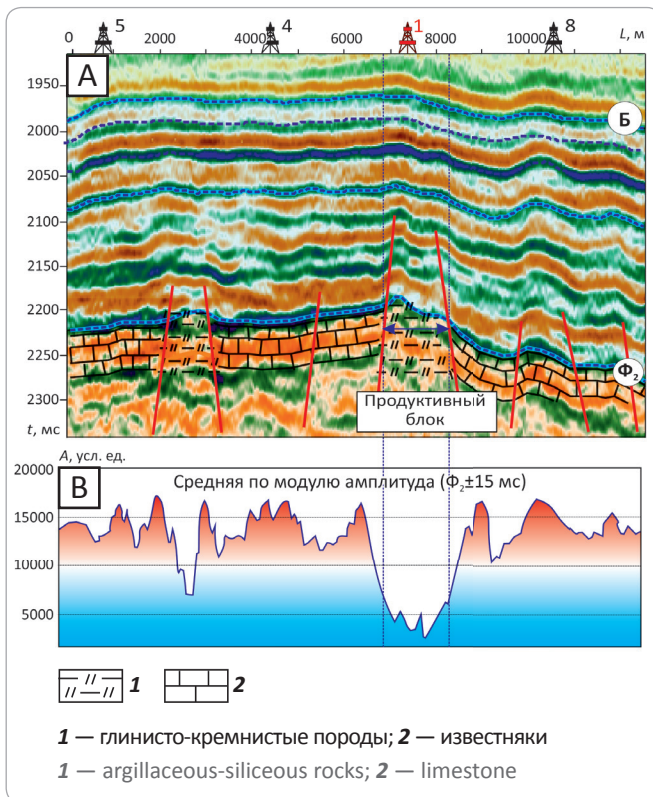 5 4 1 8
0 2000 4000 6000 8000 10000 L, м
А
1950
2000
2050
2100
2150
2200
2250
2300
t, мс
Б
Ф₂
Продуктивный
блок
A, усл. ед.
В
Средняя по модулю амплитуда (Ф₂±15 мс)
20000
15000
10000
5000
1 2
1 — глинисто-кремнистые породы; 2 — известняки
1 — argillaceous-siliceous rocks; 2 — limestone